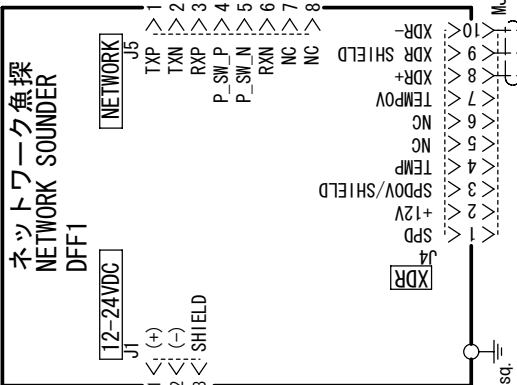 ネットワーク魚探
NETWORK SOUNDER
DFF1
12-24VDC
J1
1 (+)
2 (-)
3 SHIELD
NETWORK
J5
TXP 1
TXN 2
RXP 3
P_SW_P 4
P_SW_N 5
RXN 6
NC 7
NC 8
XDR
J4
SPD 1
+12V 2
SPD0V/SHIELD 3
TEMP 4
NC 5
NC 6
TEMP0V 7
XDR+ 8
XDR SHIELD 9
XDR- 10
sq.